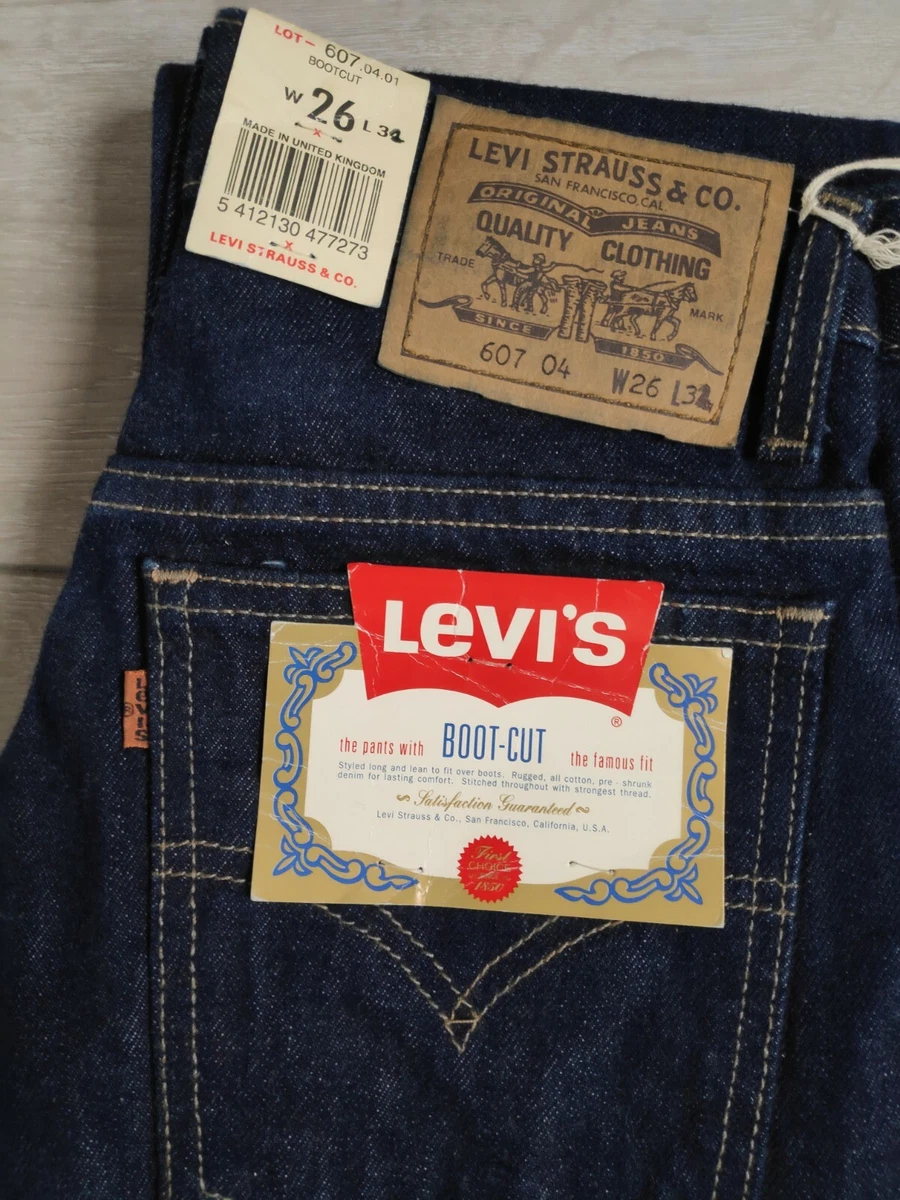 LOT– 607.04.01
BOOTCUT
W 26 L 32
x
MADE IN UNITED KINGDOM
5 412130 477273
x
LEVI STRAUSS & CO.
LEVI STRAUSS & CO.
SAN FRANCISCO CAL
ORIGINAL JEANS
QUALITY CLOTHING
TRADE MARK
SINCE 1850
607 04 W26 L32
LEVI'S
®
LEVI'S ®
the pants with BOOT-CUT the famous fit
Styled long and lean to fit over boots. Rugged, all cotton, pre - shrunk
denim for lasting comfort. Stitched throughout with strongest thread.
Satisfaction Guaranteed
Levi Strauss & Co., San Francisco, California, U.S.A.
First
CHOICE
1850